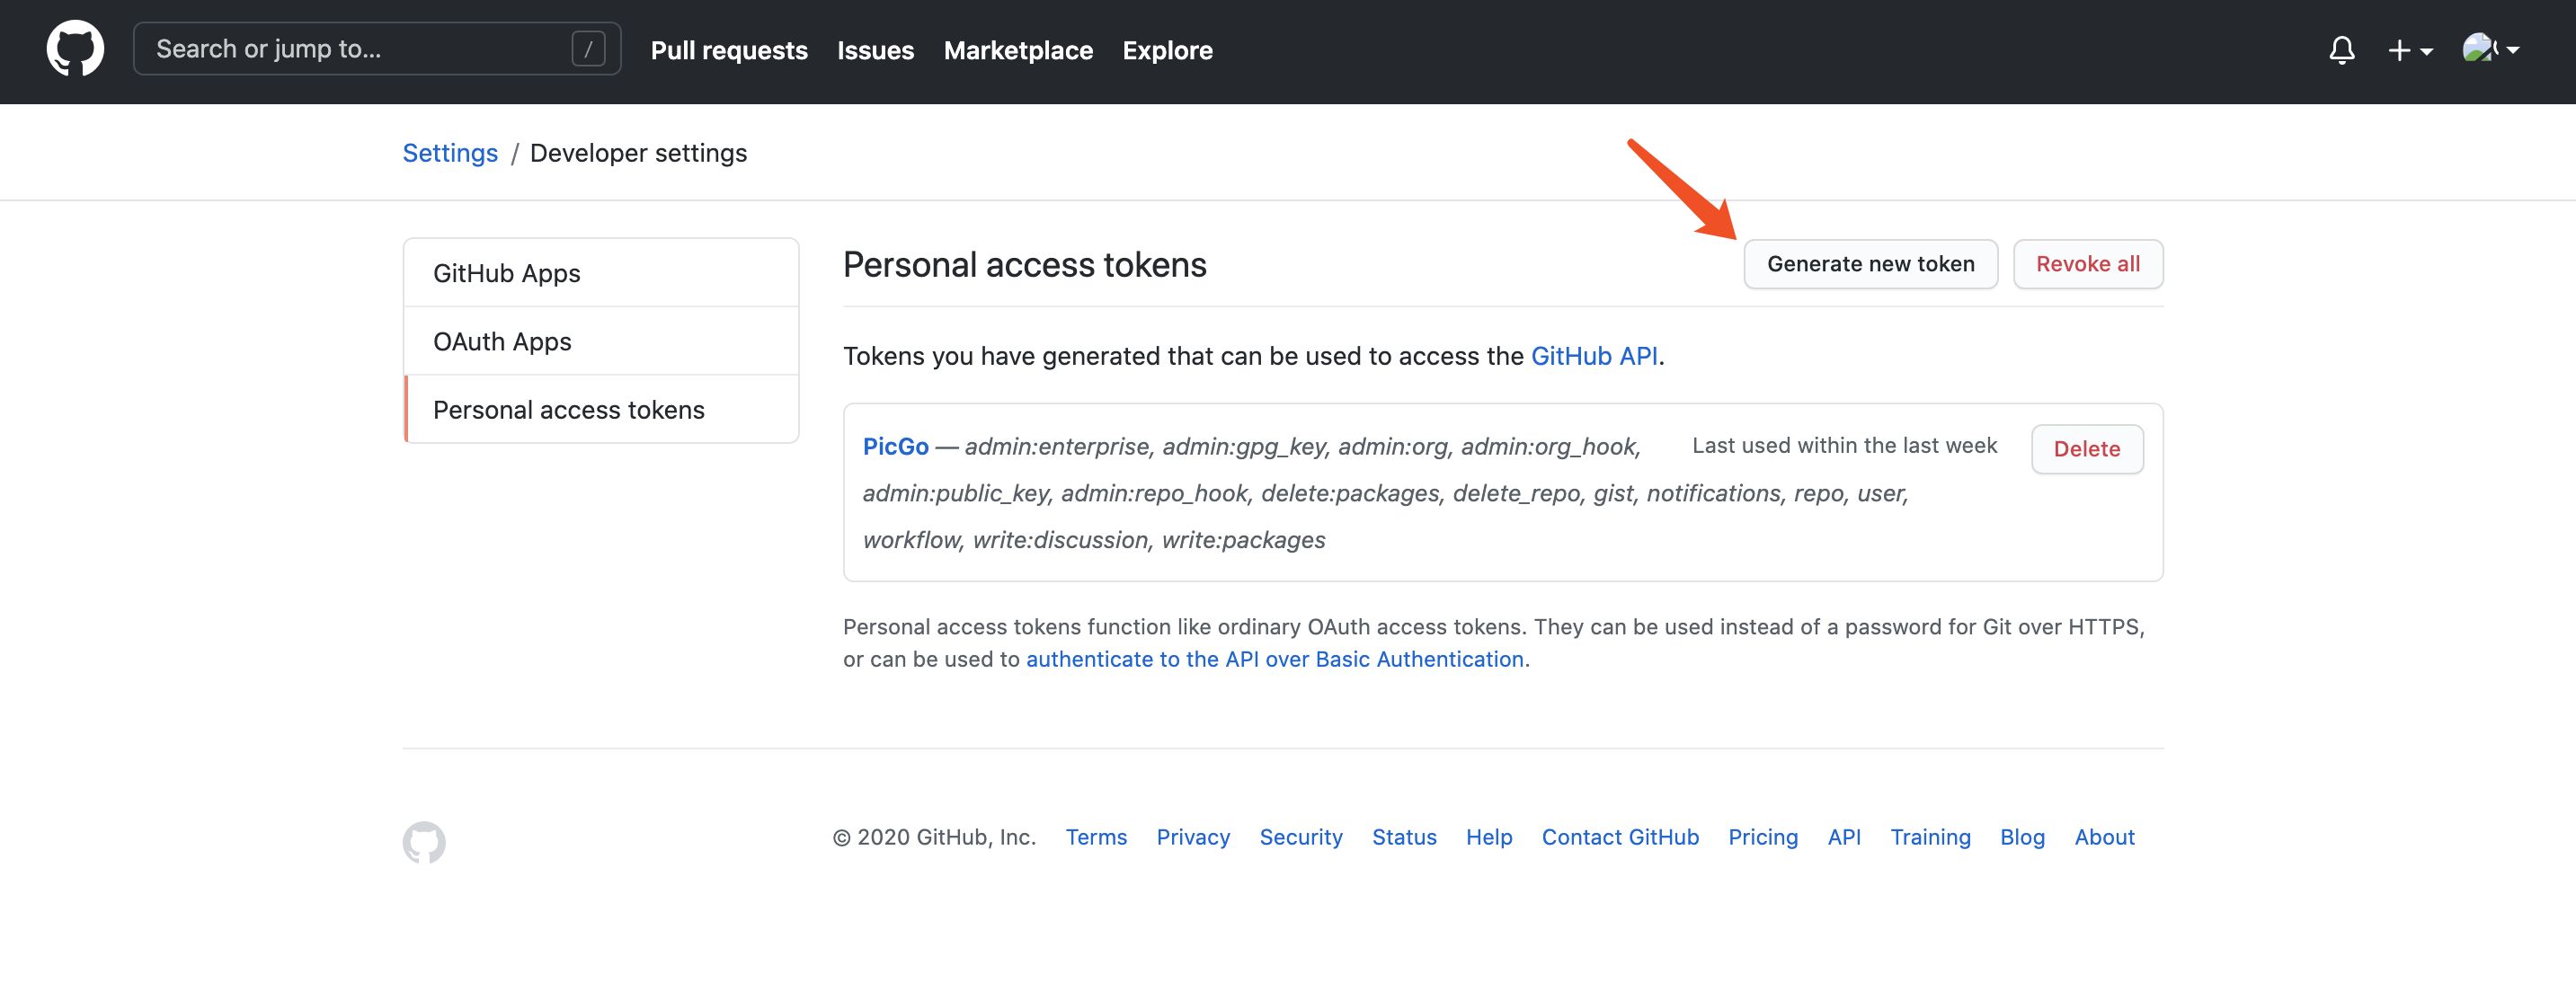 Search or jump to... /
Pull requests Issues Marketplace Explore
Settings / Developer settings
GitHub Apps
OAuth Apps
Personal access tokens
Personal access tokens
Generate new token
Revoke all
Tokens you have generated that can be used to access the GitHub API.
PicGo — admin:enterprise, admin:gpg_key, admin:org, admin:org_hook,
admin:public_key, admin:repo_hook, delete:packages, delete_repo, gist, notifications, repo, user,
workflow, write:discussion, write:packages
Last used within the last week
Delete
Personal access tokens function like ordinary OAuth access tokens. They can be used instead of a password for Git over HTTPS,
or can be used to authenticate to the API over Basic Authentication.
© 2020 GitHub, Inc. Terms Privacy Security Status Help Contact GitHub Pricing API Training Blog About